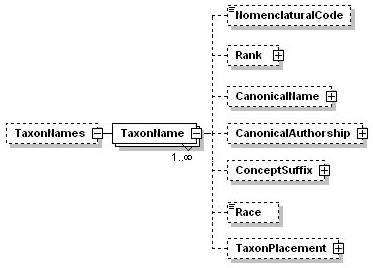 NomenclaturalCode
Rank
CanonicalName
TaxonNames
TaxonName
CanonicalAuthorship
1..∞
ConceptSuffix
Race
TaxonPlacement